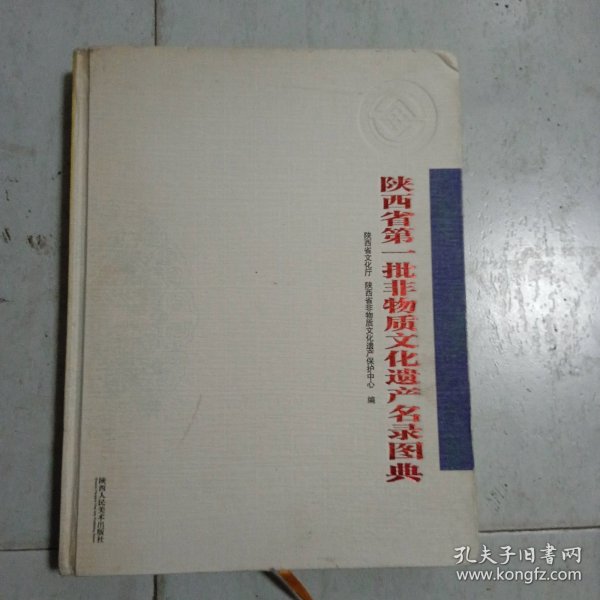 陕西省第一批非物质文化遗产名录图典
陕西省文化厅 陕西省非物质文化遗产保护中心 编
陕西人民美术出版社
孔夫子旧书网
www.kongfz.com